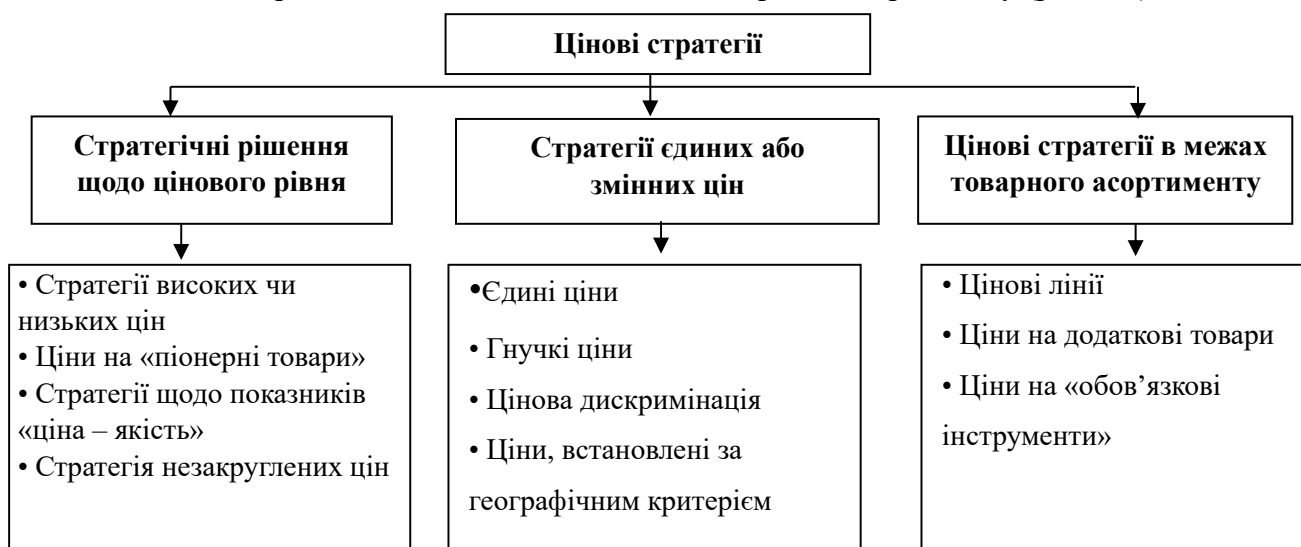 Цінові стратегії
Стратегічні рішення
щодо цінового рівня
Стратегії єдиних або
змінних цін
Цінові стратегії в межах
товарного асортименту
• Стратегії високих чи
низьких цін
• Ціни на «піонерні товари»
• Стратегії щодо показників
«ціна – якість»
• Стратегія незакруглених цін
•Єдині ціни
• Гнучкі ціни
• Цінова дискримінація
• Ціни, встановлені за
географічним критерієм
• Цінові лінії
• Ціни на додаткові товари
• Ціни на «обов’язкові
інструменти»